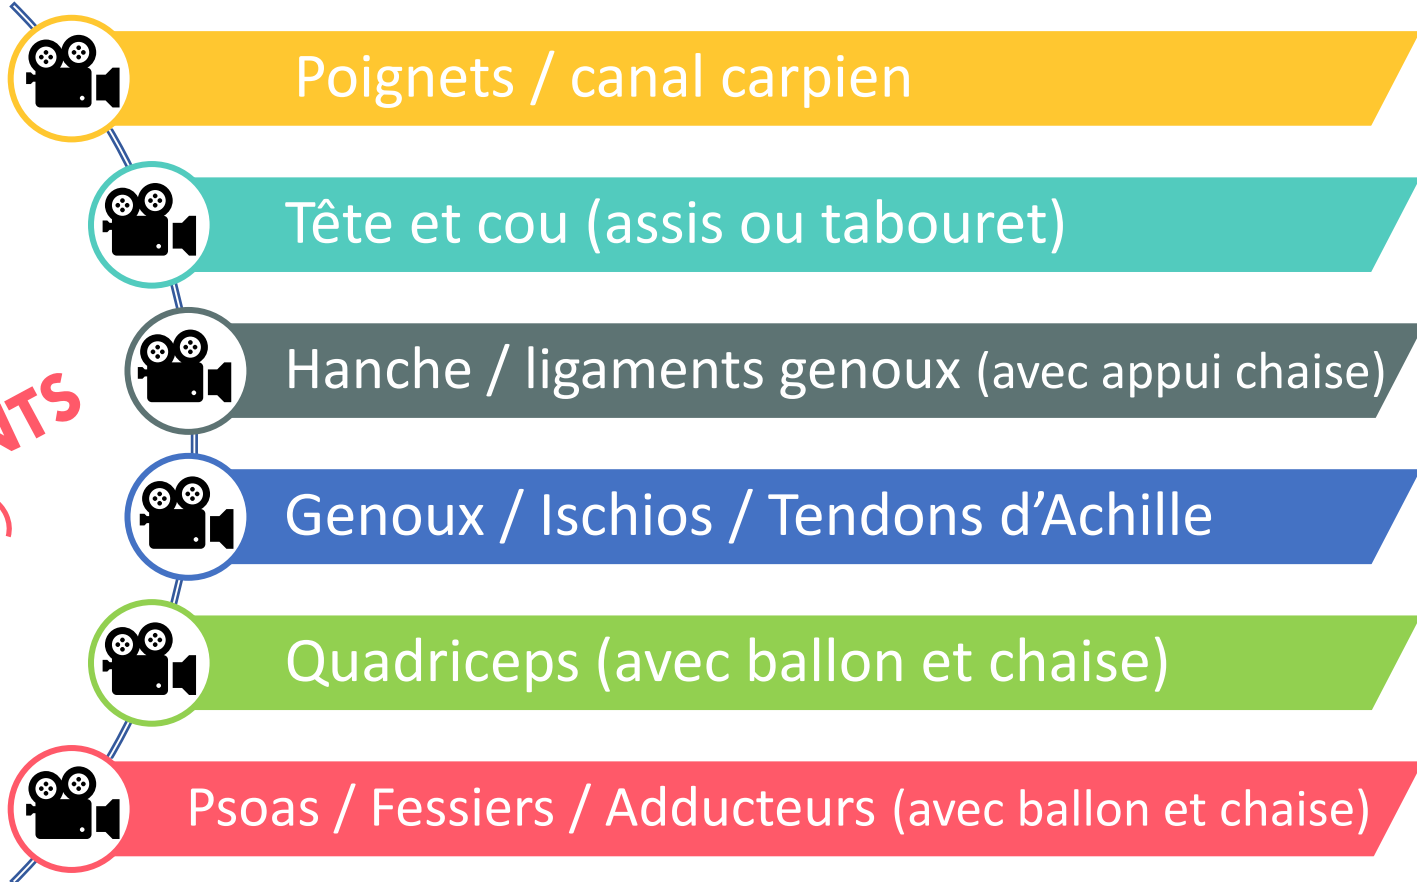 Poignets / canal carpien
Tête et cou (assis ou tabouret)
Hanche / ligaments genoux (avec appui chaise)
Genoux / Ischios / Tendons d’Achille
Quadriceps (avec ballon et chaise)
Psoas / Fessiers / Adducteurs (avec ballon et chaise)